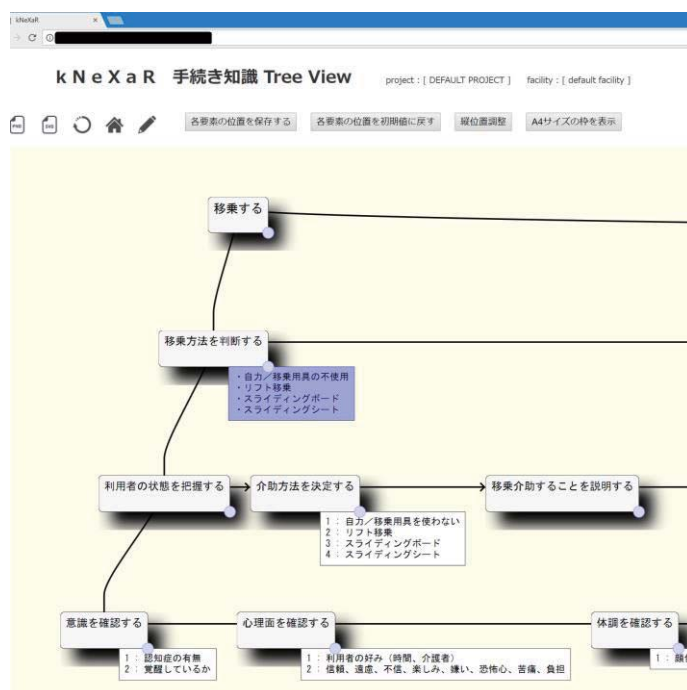 kNeXaR
kNeXaR 手続き知識 Tree View project : [ DEFAULT PROJECT ] facility : [ default facility ]
各要素の位置を保存する 各要素の位置を初期値に戻す 縦位置調整 A4サイズの枠を表示
移乗する
移乗方法を判断する
・自力／移乗用具の不使用
・リフト移乗
・スライディングボード
・スライディングシート
利用者の状態を把握する 介助方法を決定する 移乗介助することを説明する
1 : 自力／移乗用具を使わない
2 : リフト移乗
3 : スライディングボード
4 : スライディングシート
意識を確認する 心理面を確認する 体調を確認する
1 : 認知症の有無
2 : 覚醒しているか
1 : 利用者の好み（時間、介護者）
2 : 信頼、遠慮、不信、楽しみ、嫌い、恐怖心、苦痛、負担
1 :